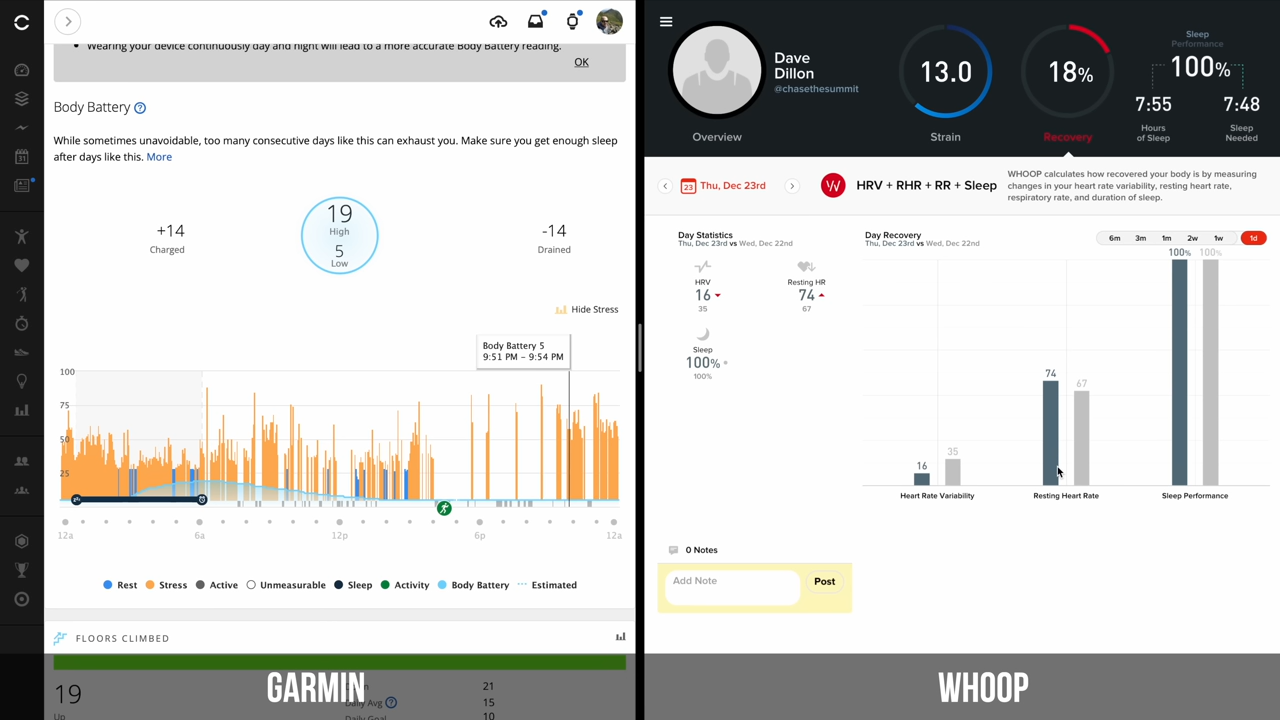 • Wearing your device continuously day and night will lead to a more accurate Body Battery reading.
OK
Body Battery ?
While sometimes unavoidable, too many consecutive days like this can exhaust you. Make sure you get enough sleep
after days like this. More
+14
Charged
19
High
5
Low
-14
Drained
Hide Stress
Body Battery 5
9:51 PM – 9:54 PM
100
75
50
25
12a
6a
12p
6p
12a
Rest
Stress
Active
Unmeasurable
Sleep
Activity
Body Battery
Estimated
FLOORS CLIMBED
19
Up
21
Daily Avg ?
15
Daily Goal
10
GARMIN
Dave
Dillon
@chasethesummit
Overview
13.0
Strain
18%
Recovery
Sleep
Performance
100%
7:55
Hours
of Sleep
7:48
Sleep
Needed
23
Thu, Dec 23rd
W
HRV + RHR + RR + Sleep
WHOOP calculates how recovered your body is by measuring
changes in your heart rate variability, resting heart rate,
respiratory rate, and duration of sleep.
Day Statistics
Thu, Dec 23rd vs Wed, Dec 22nd
HRV
16
35
Resting HR
74
67
Sleep
100%
100%
Day Recovery
Thu, Dec 23rd vs Wed, Dec 22nd
6m
3m
1m
2w
1w
1d
16
35
Heart Rate Variability
74
67
Resting Heart Rate
100%
100%
Sleep Performance
0 Notes
Add Note
Post
WHOOP